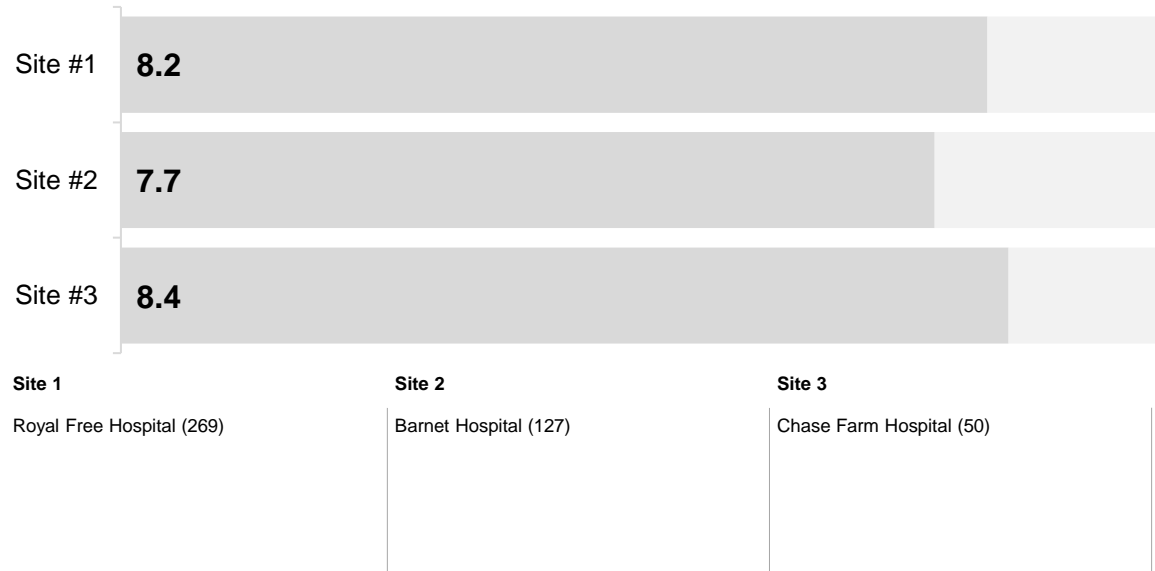 Site #1 8.2
Site #2 7.7
Site #3 8.4
Site 1 Site 2 Site 3
Royal Free Hospital (269) Barnet Hospital (127) Chase Farm Hospital (50)